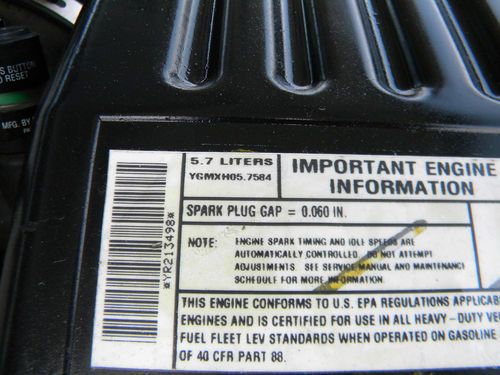 S BUTTON
O RESET
MFG. BY
5.7 LITERS
YGMXH05.7584
IMPORTANT ENGINE
INFORMATION
*YR213498*
SPARK PLUG GAP = 0.060 IN.
NOTE: ENGINE SPARK TIMING AND IDLE SPEEDS ARE
AUTOMATICALLY CONTROLLED. DO NOT ATTEMPT
ADJUSTMENTS. SEE SERVICE MANUAL AND MAINTENANCE
SCHEDULE FOR MORE INFORMATION.
THIS ENGINE CONFORMS TO U.S. EPA REGULATIONS APPLICAB
ENGINES AND IS CERTIFIED FOR USE IN ALL HEAVY-DUTY VE
FUEL FLEET LEV STANDARDS WHEN OPERATED ON GASOLINE
OF 40 CFR PART 88.